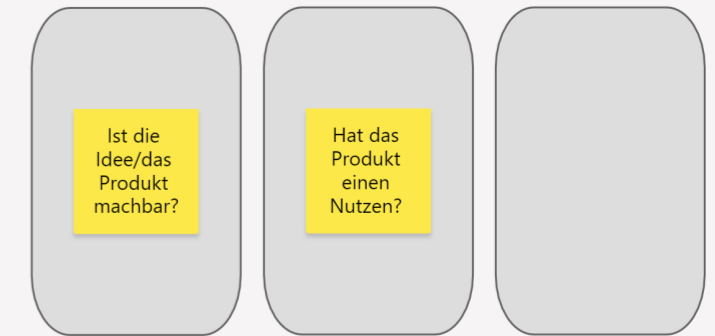 Ist die
Idee/das
Produkt
machbar?
Hat das
Produkt
einen
Nutzen?